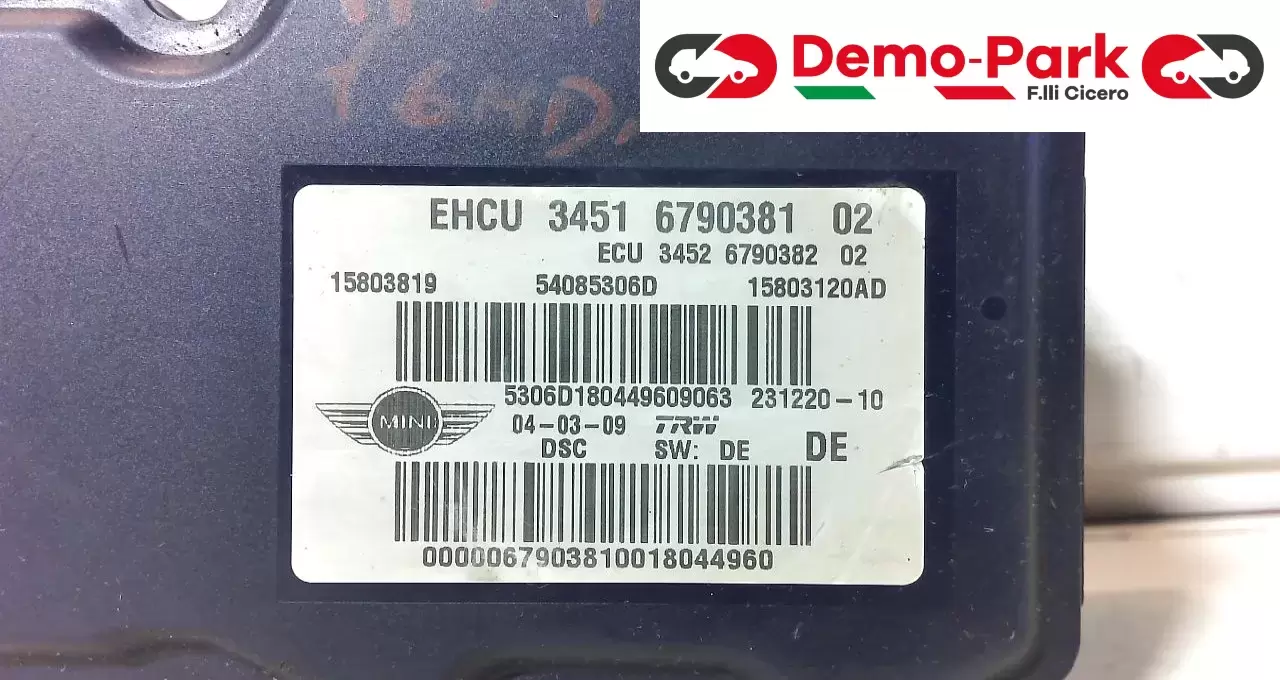 Demo-Park
F.lli Cicero
EHCU 3451 6790381 02
ECU 3452 6790382 02
15803819 54085306D 15803120AD
5306D180449609063 231220-10
MINI
04-03-09 TRW
DSC SW: DE DE
0000067903810018044960